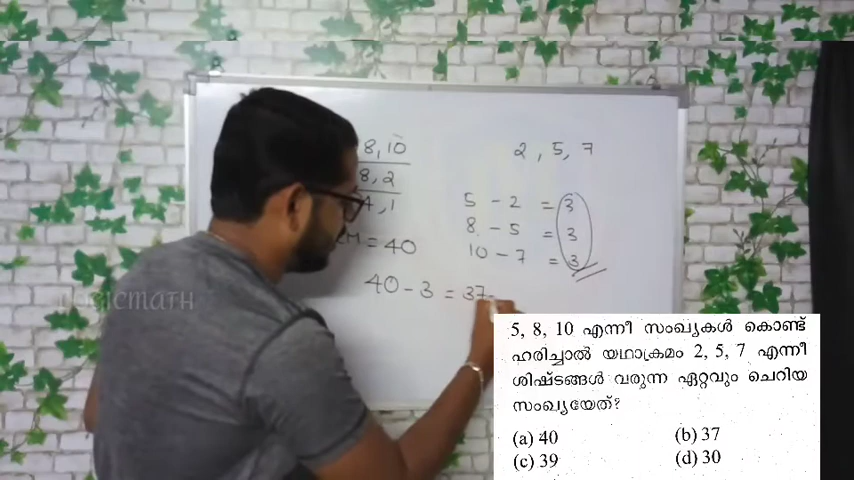 8, 10
8, 2
4, 1
= 40
2, 5, 7
5 - 2 = 3
8 - 5 = 3
10 - 7 = 3
40 - 3 = 37
LOGICMATH
5, 8, 10 എന്നീ സംഖ്യകൾ കൊണ്ട്
ഹരിച്ചാൽ യഥാക്രമം 2, 5, 7 എന്നീ
ശിഷ്ടങ്ങൾ വരുന്ന ഏറ്റവും ചെറിയ
സംഖ്യയേത്?
(a) 40 (b) 37
(c) 39 (d) 30